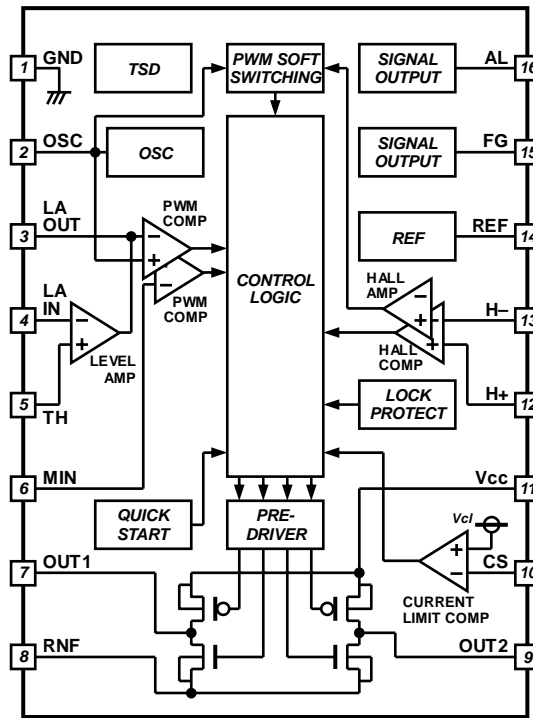 1
GND
TSD
PWM SOFT
SWITCHING
SIGNAL
OUTPUT
AL
16
2
OSC
OSC
SIGNAL
OUTPUT
FG
15
3
LA
OUT
PWM
COMP
REF
REF
14
CONTROL
LOGIC
4
LA
IN
PWM
COMP
LEVEL
AMP
HALL
AMP
HALL
COMP
H–
13
5
TH
LOCK
PROTECT
H+
12
6
MIN
QUICK
START
PRE-
DRIVER
Vcc
11
Vcl
CS
10
CURRENT
LIMIT COMP
7
OUT1
8
RNF
OUT2
9